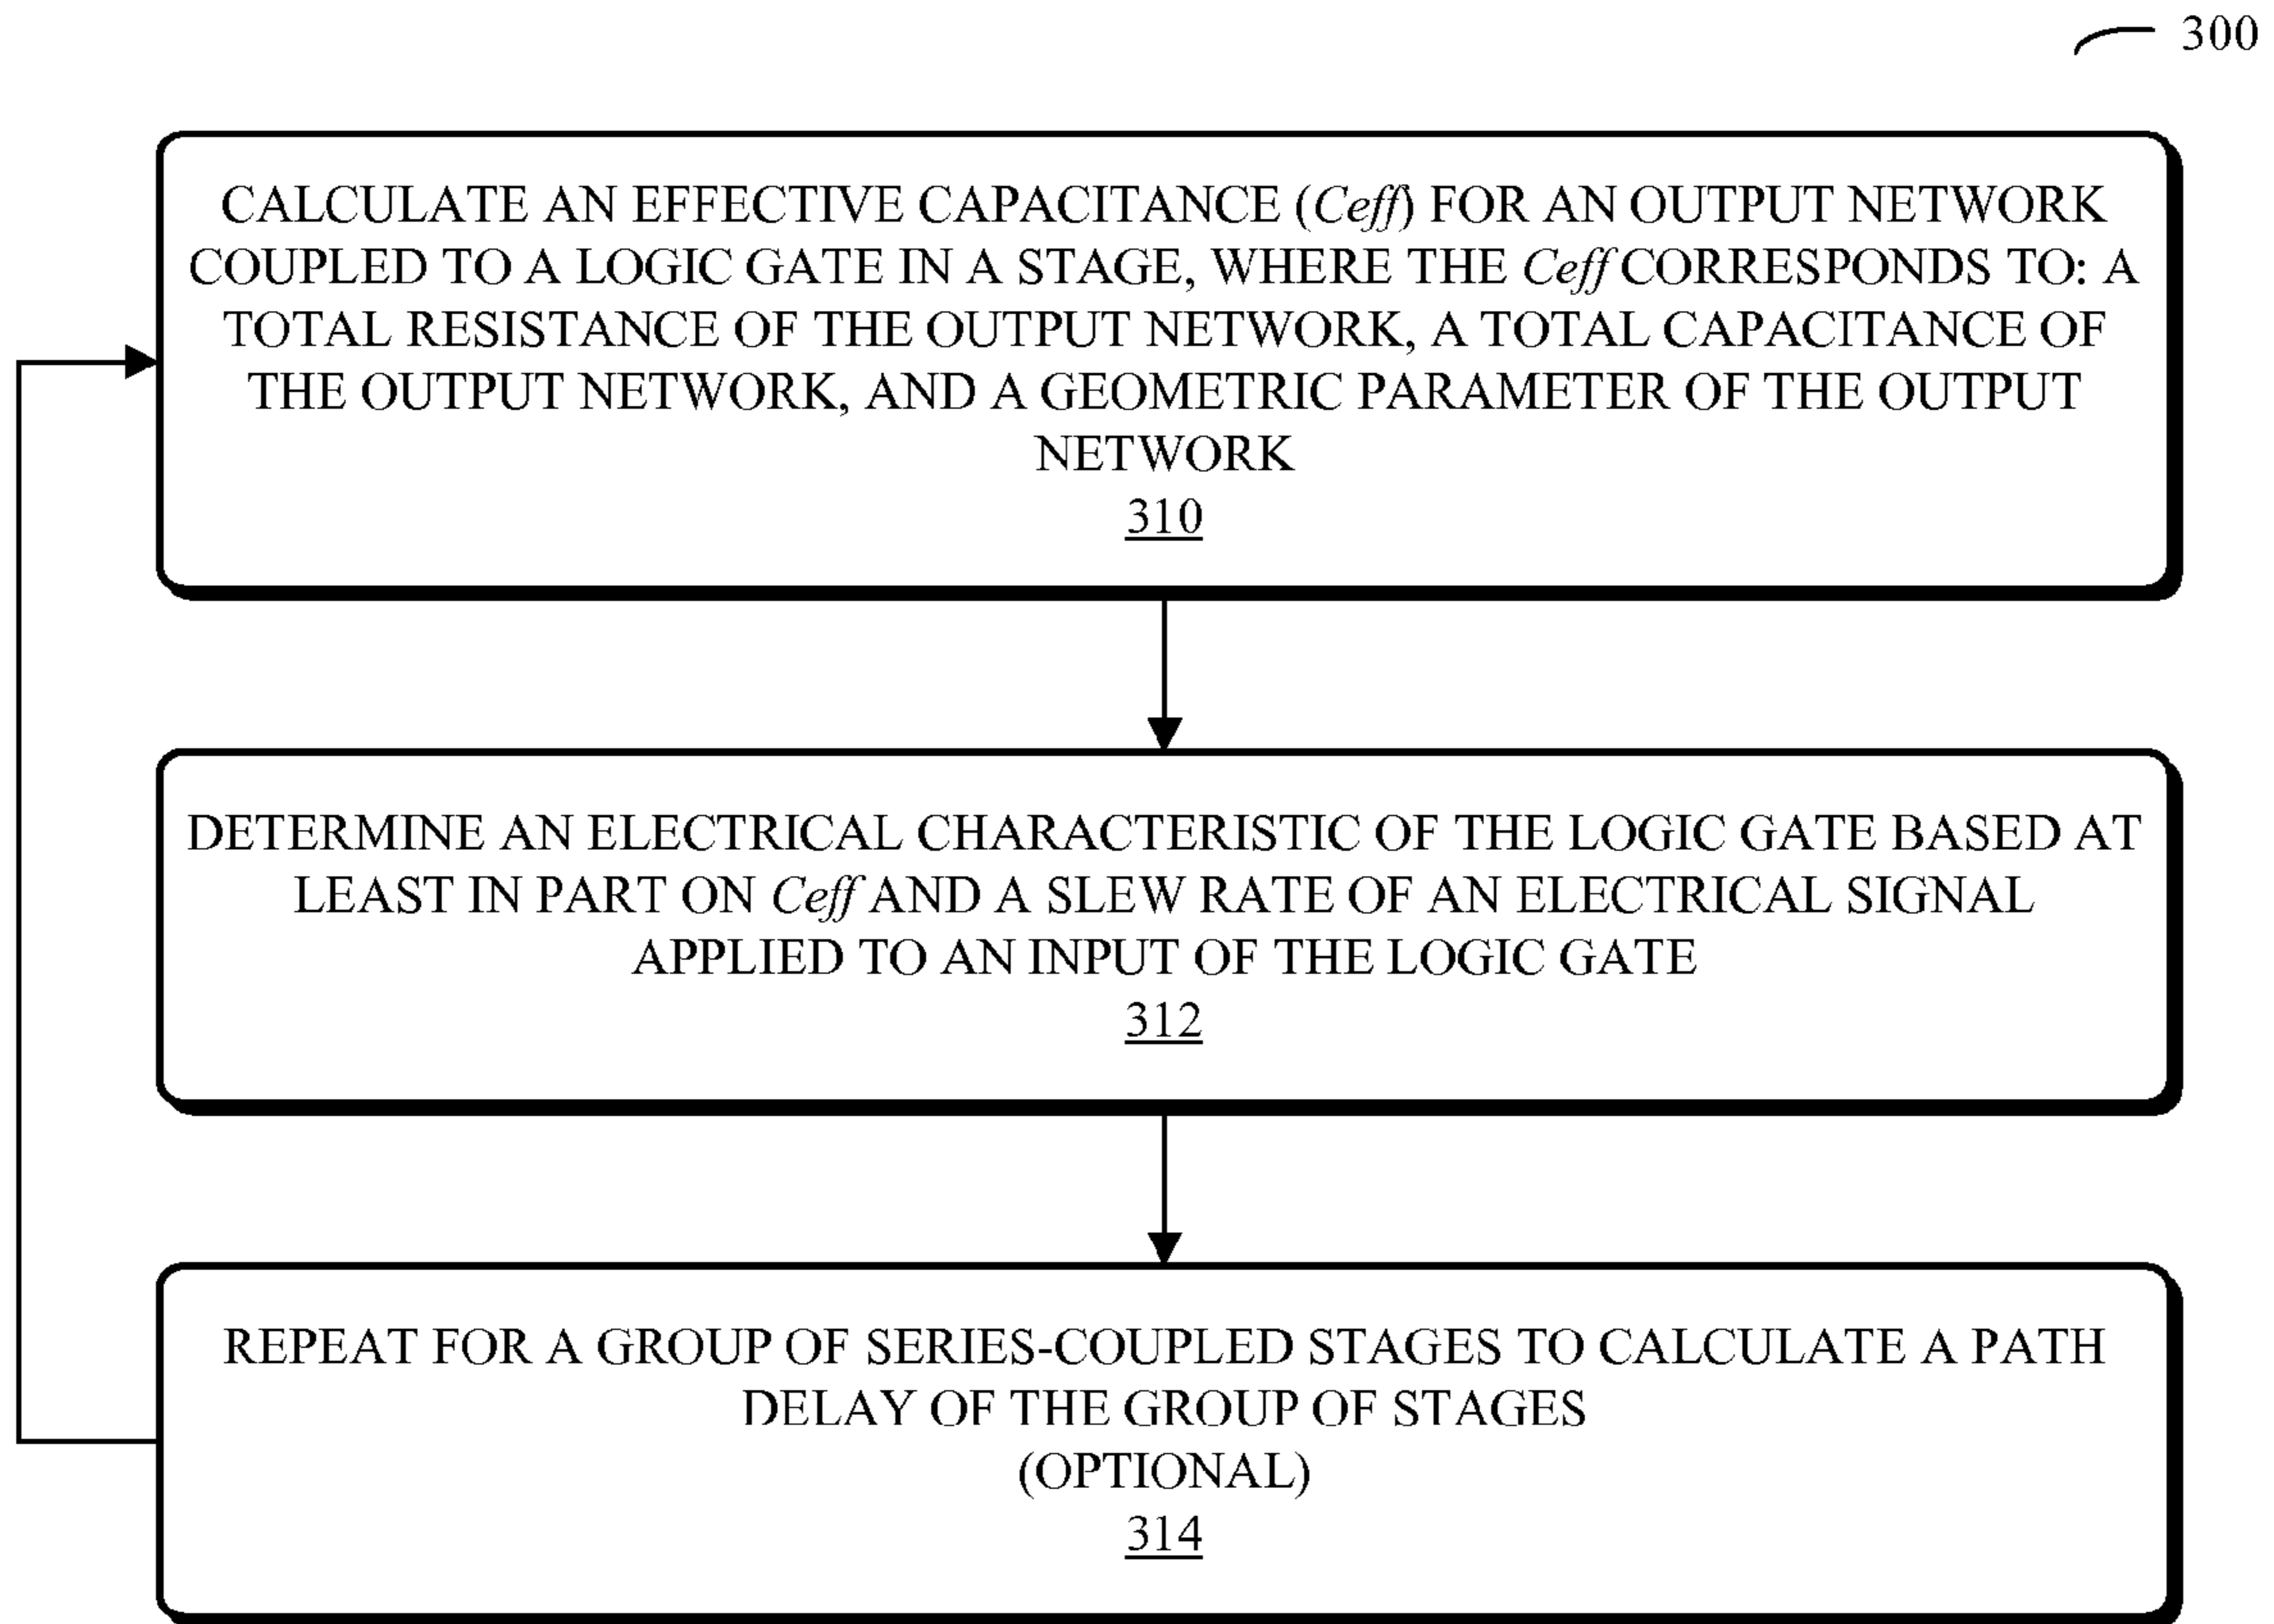 300
CALCULATE AN EFFECTIVE CAPACITANCE (Ceff) FOR AN OUTPUT NETWORK
COUPLED TO A LOGIC GATE IN A STAGE, WHERE THE Ceff CORRESPONDS TO: A
TOTAL RESISTANCE OF THE OUTPUT NETWORK, A TOTAL CAPACITANCE OF
THE OUTPUT NETWORK, AND A GEOMETRIC PARAMETER OF THE OUTPUT
NETWORK
310
DETERMINE AN ELECTRICAL CHARACTERISTIC OF THE LOGIC GATE BASED AT
LEAST IN PART ON Ceff AND A SLEW RATE OF AN ELECTRICAL SIGNAL
APPLIED TO AN INPUT OF THE LOGIC GATE
312
REPEAT FOR A GROUP OF SERIES-COUPLED STAGES TO CALCULATE A PATH
DELAY OF THE GROUP OF STAGES
(OPTIONAL)
314